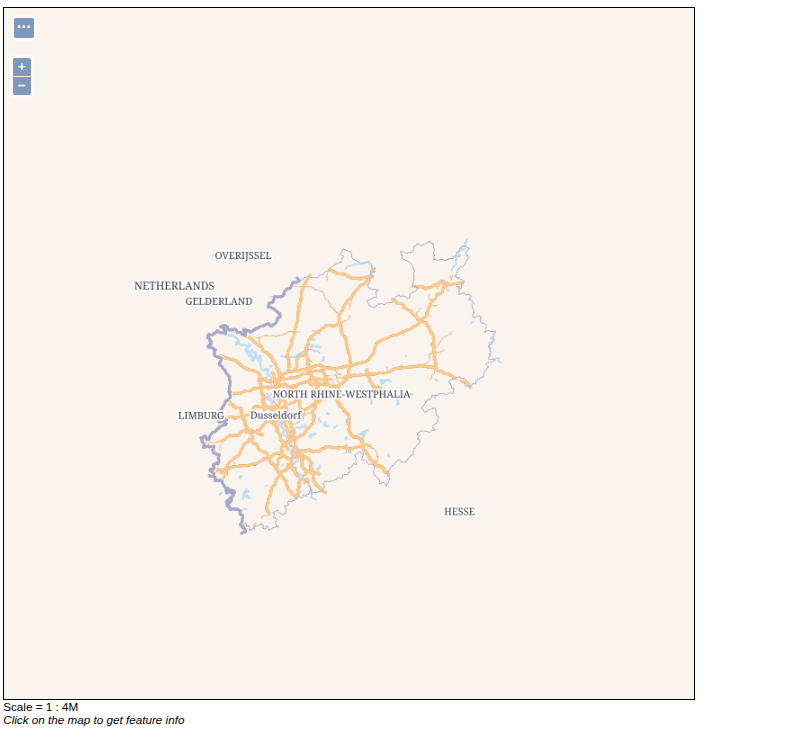 ...
+
−
OVERIJSSEL
NETHERLANDS
GELDERLAND
NORTH RHINE-WESTPHALIA
LIMBURG
Dusseldorf
HESSE
Scale = 1 : 4M
Click on the map to get feature info